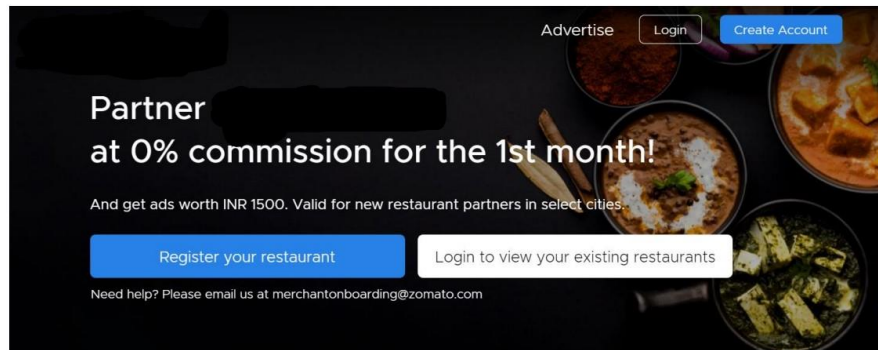 Advertise Login Create Account
Partner
at 0% commission for the 1st month!
And get ads worth INR 1500. Valid for new restaurant partners in select cities.
Register your restaurant Login to view your existing restaurants
Need help? Please email us at merchantonboarding@zomato.com